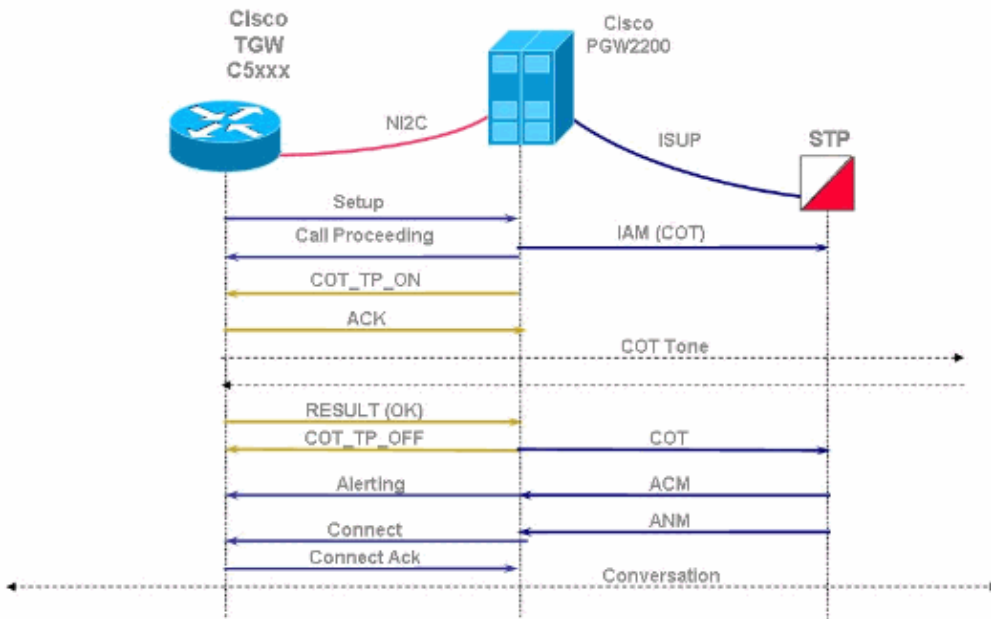 Cisco
TGW
C5xxx
Cisco
PGW2200
NI2C
ISUP
STP
Setup
Call Proceeding
IAM (COT)
COT_TP_ON
ACK
COT Tone
RESULT (OK)
COT_TP_OFF
COT
Alerting
ACM
ANM
Connect
Connect Ack
Conversation